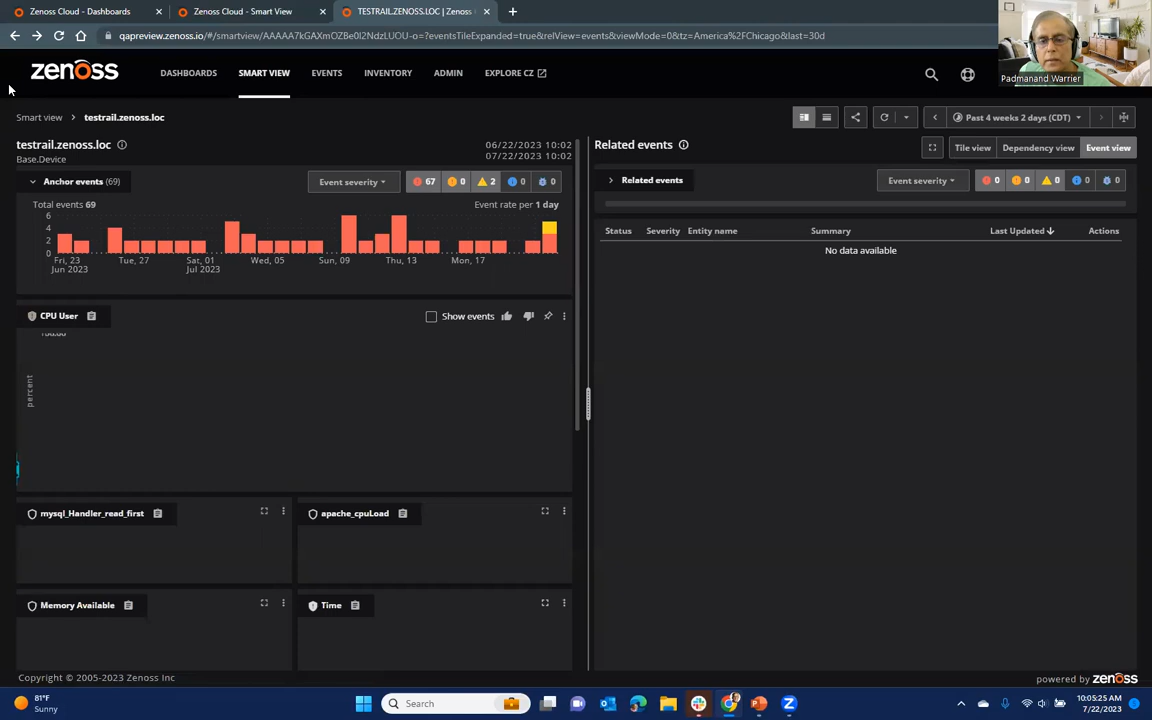 Zenoss Cloud - Dashboards
Zenoss Cloud - Smart View
TESTRAIL.ZENOSS.LOC | Zenoss
qapreview.zenoss.io/#/smartview/AAAAA7kGAXmOZBe0l2NdzLUOU-o=?eventsTileExpanded=true&relView=events&viewMode=0&tz=America%2FChicago&last=30d
Padmanand Warrier
zenoss
DASHBOARDS
SMART VIEW
EVENTS
INVENTORY
ADMIN
EXPLORE CZ
Smart view > testrail.zenoss.loc
Past 4 weeks 2 days (CDT)
testrail.zenoss.loc
Base.Device
06/22/2023 10:02
07/22/2023 10:02
Anchor events (69)
Event severity
67 0 2 0 0
Total events 69
Event rate per 1 day
6
4
2
0
Fri, 23 Tue, 27 Sat, 01 Wed, 05 Sun, 09 Thu, 13 Mon, 17
Jun 2023 Jul 2023
CPU User
Show events
percent
mysql_Handler_read_first
apache_cpuLoad
Memory Available
Time
Related events
Tile view
Dependency view
Event view
Related events
Event severity
0 0 0 0 0
Status Severity Entity name Summary Last Updated Actions
No data available
Copyright © 2005-2023 Zenoss Inc
powered by zenoss
81°F
Sunny
Search
10:05:25 AM
7/22/2023